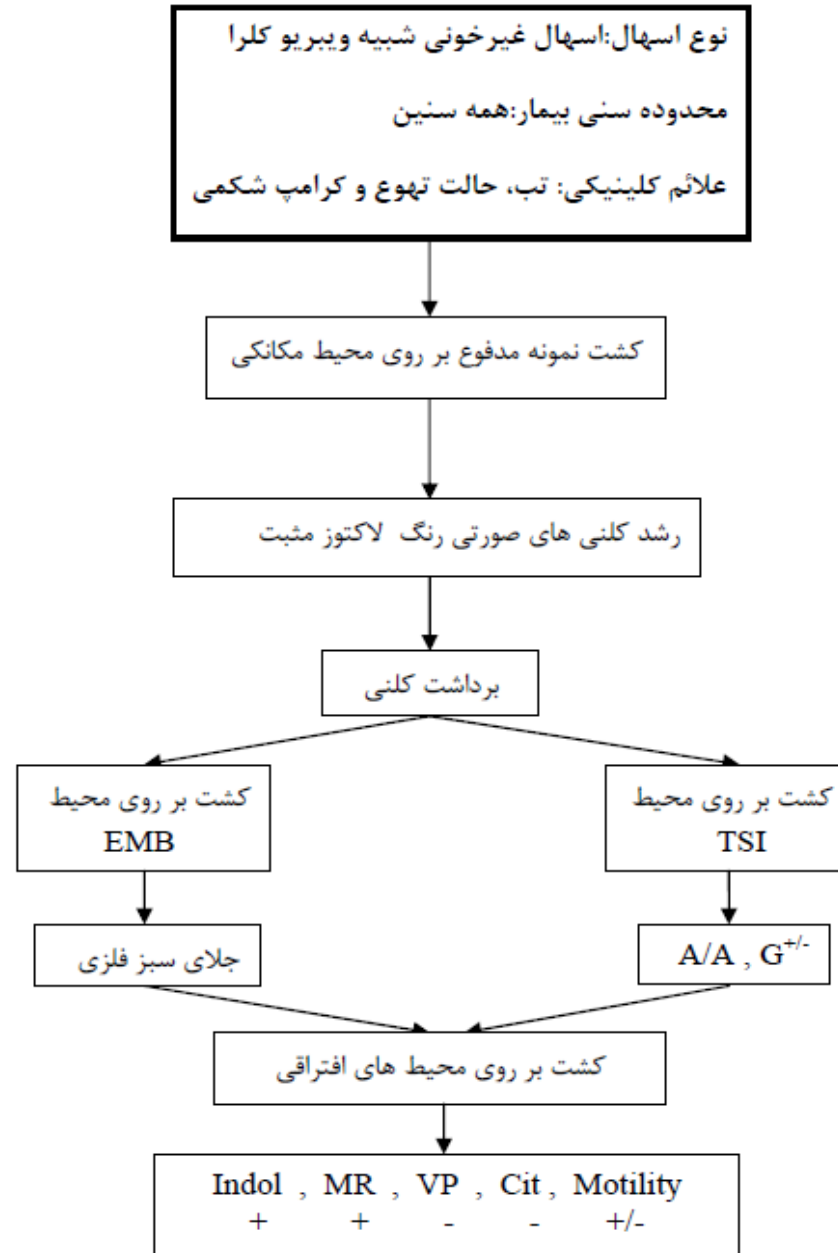 نوع اسهال:اسهال غیرخونی شبیه ویبریو کلرا
محدوده سنی بیمار:همه سنین
علائم کلینیکی: تب، حالت تهوع و کرامپ شکمی
کشت نمونه مدفوع بر روی محیط مکانکی
رشد کلنی های صورتی رنگ لاکتوز مثبت
برداشت کلنی
کشت بر روی محیط
TSI
کشت بر روی محیط
EMB
A/A , G+/-
جلای سبز فلزی
کشت بر روی محیط های افتراقی
Indol , MR , VP , Cit , Motility
+ + - - +/-